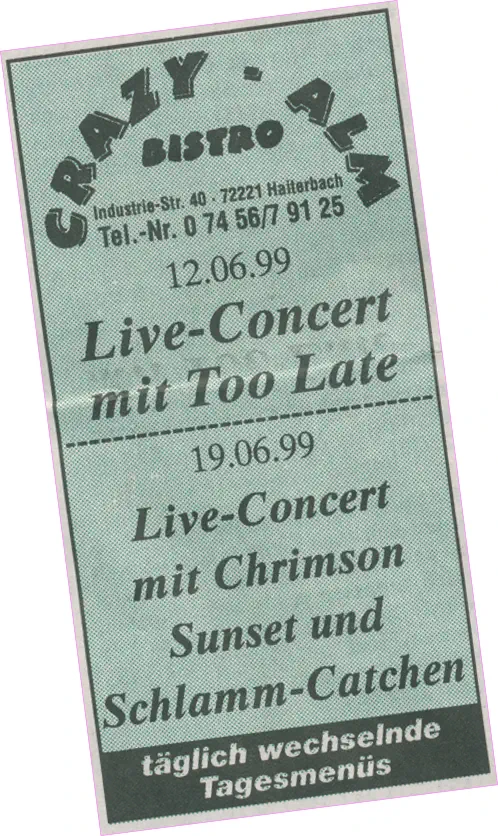 CRAZY - ALM
BISTRO
Industrie-Str. 40 · 72221 Haiterbach
Tel.-Nr. 0 74 56/7 91 25
12.06.99
Live-Concert
mit Too Late
19.06.99
Live-Concert
mit Chrimson
Sunset und
Schlamm-Catchen
täglich wechselnde
Tagesmenüs